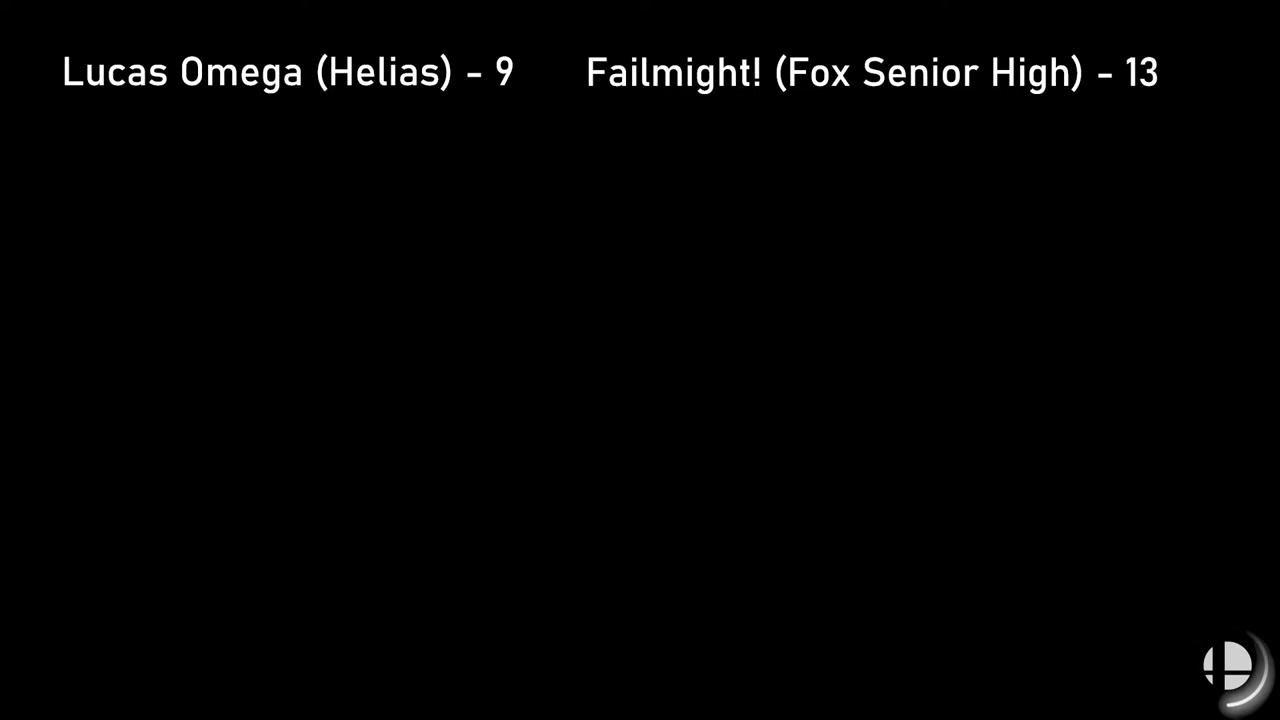 Lucas Omega (Helias) - 9 Failmight! (Fox Senior High) - 13